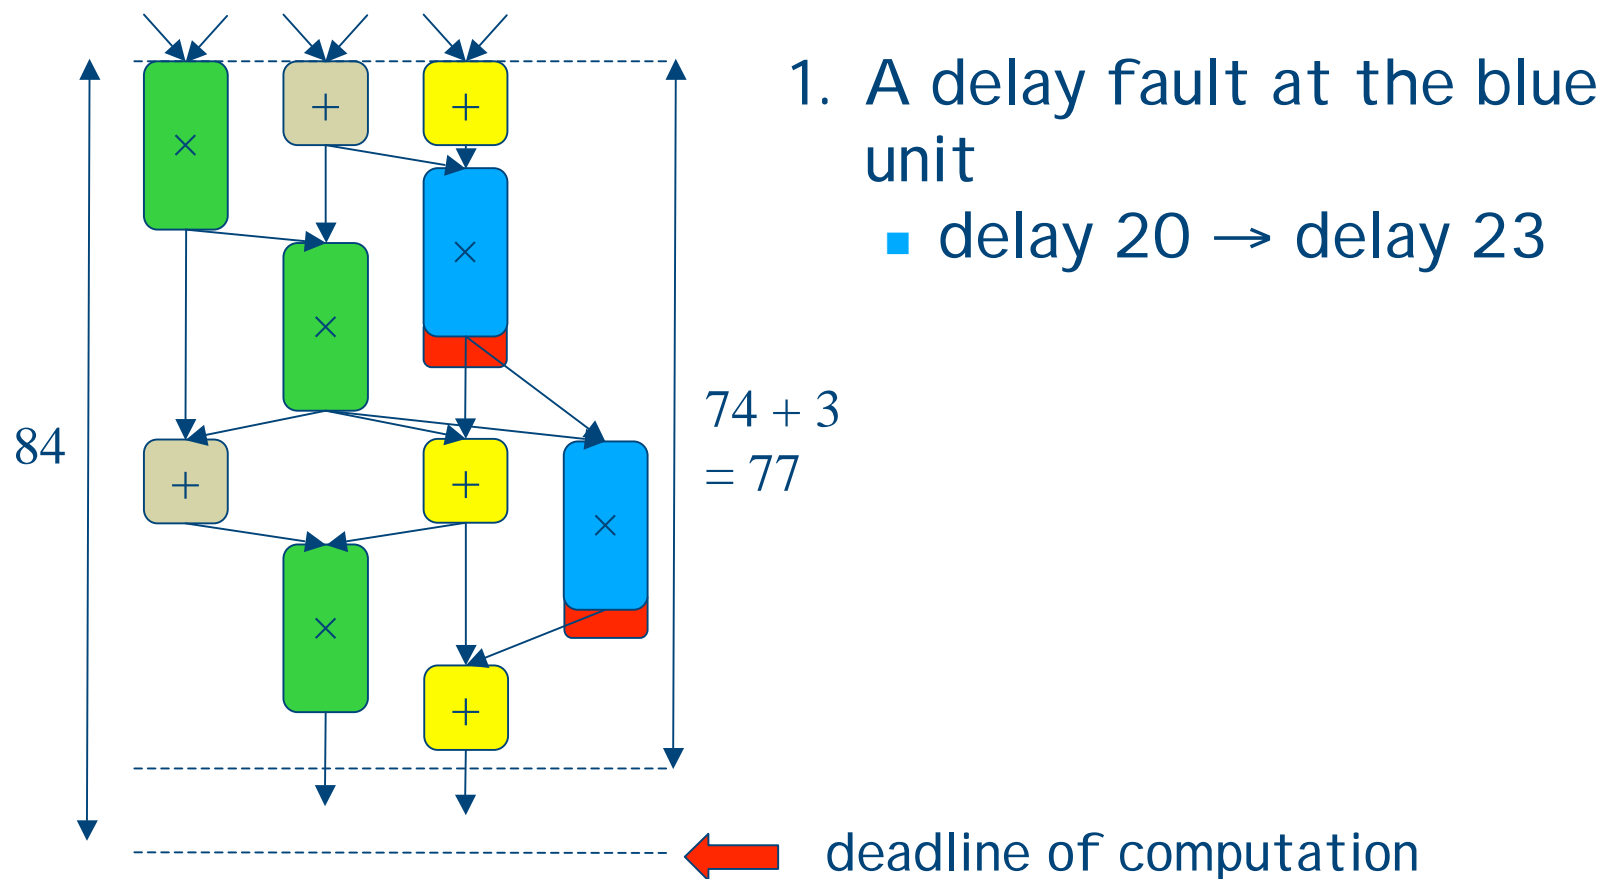 1. A delay fault at the blue
unit
■ delay 20 → delay 23
+ +
×
×
×
74 + 3
84
= 77
+ +
×
×
+
deadline of computation